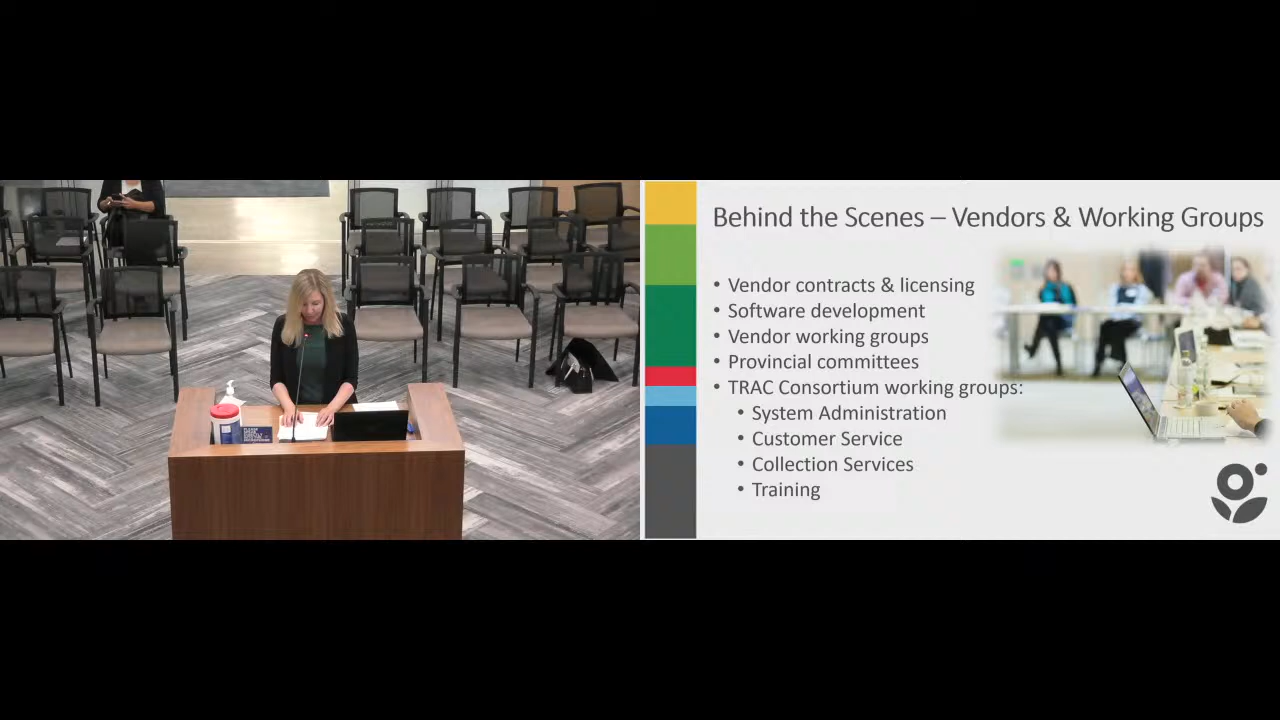 Behind the Scenes – Vendors & Working Groups
• Vendor contracts & licensing
• Software development
• Vendor working groups
• Provincial committees
• TRAC Consortium working groups:
• System Administration
• Customer Service
• Collection Services
• Training